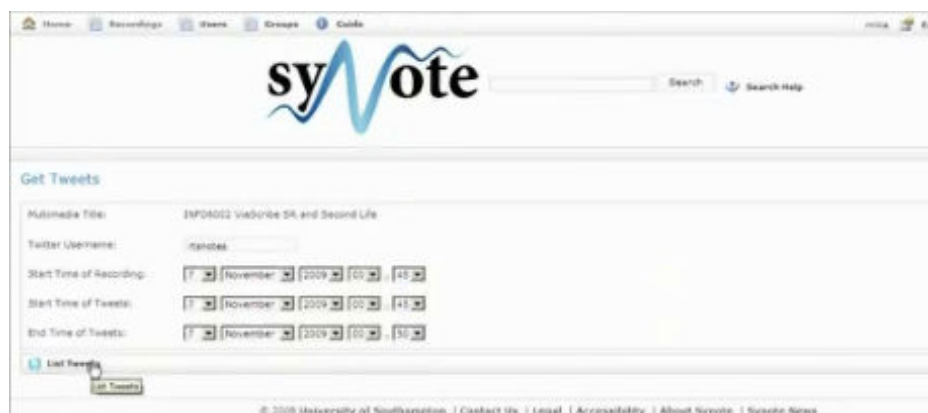 Home Recordings Users Groups Guide
syNote
Search Search Help
Get Tweets
Multimedia Title: INFO6002 ViaScribe SR and Second Life
Twitter Username:
Start Time of Recording: 7 November 2009 00 : 45
Start Time of Tweets: 7 November 2009 00 : 45
End Time of Tweets: 7 November 2009 00 : 50
List Tweets
List Tweets
© 2009 University of Southampton | Contact Us | Legal | Accessibility | About Synote | Synote News